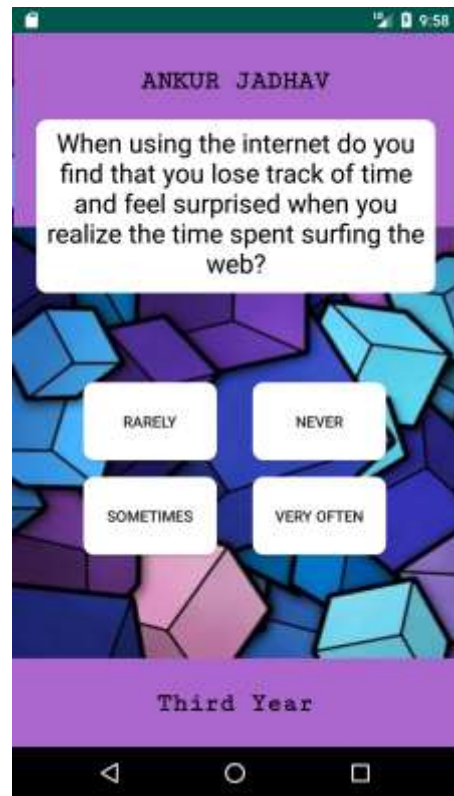 9:58
ANKUR JADHAV
When using the internet do you
find that you lose track of time
and feel surprised when you
realize the time spent surfing the
web?
RARELY
NEVER
SOMETIMES
VERY OFTEN
Third Year